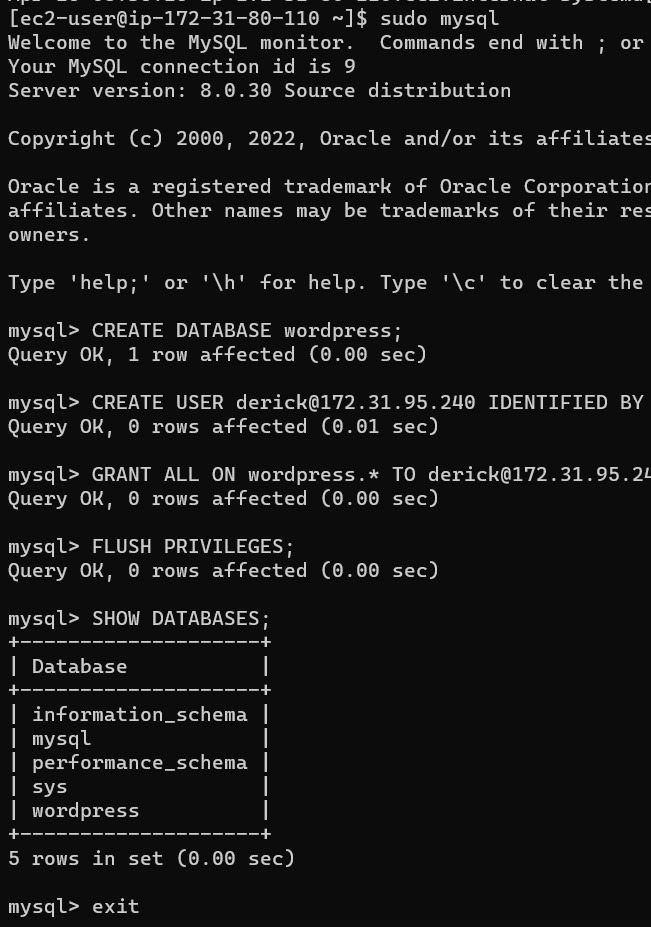 [ec2-user@ip-172-31-80-110 ~]$ sudo mysql
Welcome to the MySQL monitor.  Commands end with ; or
Your MySQL connection id is 9
Server version: 8.0.30 Source distribution
Copyright (c) 2000, 2022, Oracle and/or its affiliates
Oracle is a registered trademark of Oracle Corporation
affiliates. Other names may be trademarks of their res
owners.
Type 'help;' or '\h' for help. Type '\c' to clear the
mysql> CREATE DATABASE wordpress;
Query OK, 1 row affected (0.00 sec)
mysql> CREATE USER derick@172.31.95.240 IDENTIFIED BY
Query OK, 0 rows affected (0.01 sec)
mysql> GRANT ALL ON wordpress.* TO derick@172.31.95.24
Query OK, 0 rows affected (0.00 sec)
mysql> FLUSH PRIVILEGES;
Query OK, 0 rows affected (0.00 sec)
mysql> SHOW DATABASES;
+--------------------+
| Database           |
+--------------------+
| information_schema |
| mysql              |
| performance_schema |
| sys                |
| wordpress          |
+--------------------+
5 rows in set (0.00 sec)
mysql> exit